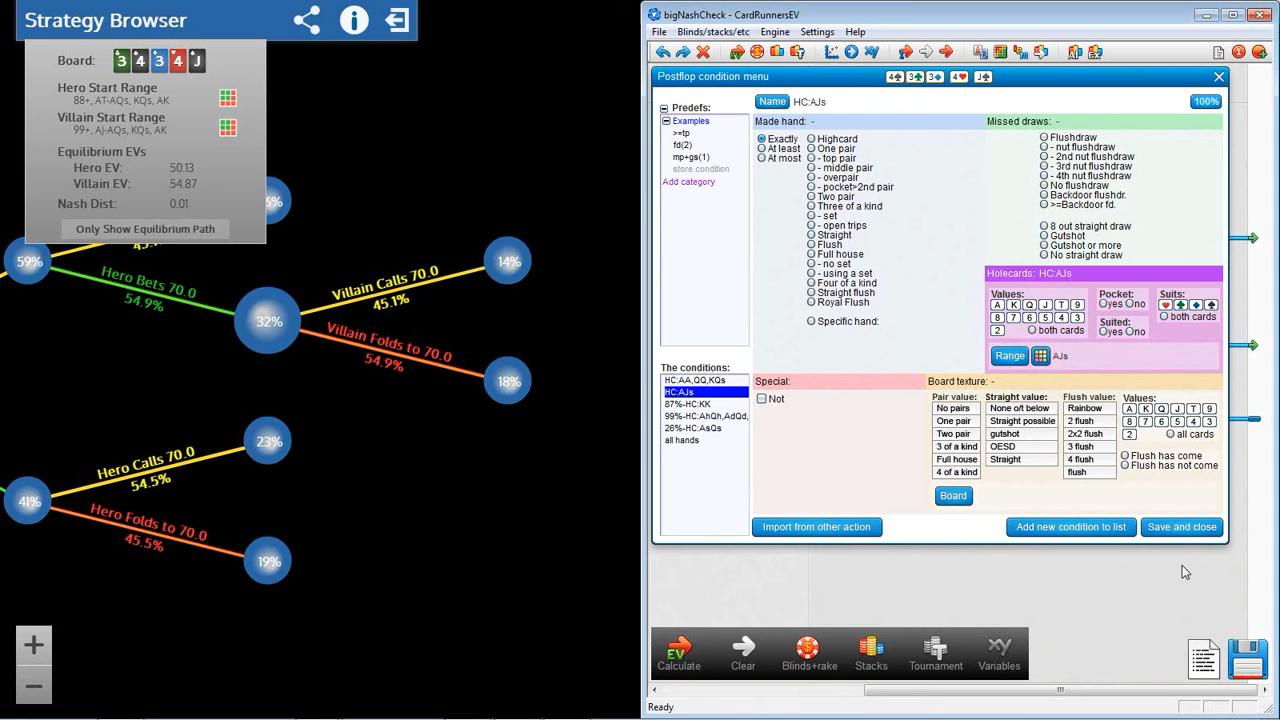 Strategy Browser
Board: 3 4 3 4 J
Hero Start Range
88+, AT-AQs, KQs, AK
Villain Start Range
99+, AJ-AQs, KQs, AK
Equilibrium EVs
Hero EV: 50.13
Villain EV: 54.87
Nash Dist: 0.01
Only Show Equilibrium Path
59%
Hero Bets 70.0
54.9%
32%
Villain Calls 70.0
45.1%
14%
Villain Folds to 70.0
54.9%
18%
41%
Hero Calls 70.0
54.5%
23%
Hero Folds to 70.0
45.5%
19%
+
−
bigNashCheck - CardRunnersEV
File Blinds/stacks/etc Engine Settings Help
Postflop condition menu
4♠ 3♣ 3♦ 4♥ J♠
Predefs:
Examples
>=tp
fd(2)
mp+gs(1)
store condition
Add category
The conditions:
HC:AA,QQ,KQs
HC:AJs
87%-HC:KK
99%-HC:AhQh,AdQd,
26%-HC:AsQs
all hands
Name HC:AJs
100%
Made hand: -
Exactly
At least
At most
Highcard
One pair
- top pair
- middle pair
- overpair
- pocket>2nd pair
Two pair
Three of a kind
- set
- open trips
Straight
Flush
Full house
- no set
- using a set
Four of a kind
Straight flush
Royal Flush
Specific hand:
Missed draws: -
Flushdraw
- nut flushdraw
- 2nd nut flushdraw
- 3rd nut flushdraw
- 4th nut flushdraw
No flushdraw
Backdoor flushdr.
>=Backdoor fd.
8 out straight draw
Gutshot
Gutshot or more
No straight draw
Holecards: HC:AJs
Values:
A K Q J T 9
8 7 6 5 4 3
2 both cards
Pocket:
yes no
Suited:
yes no
Suits:
♥ ♣ ♦ ♠
both cards
Range AJs
Special:
Not
Board texture: -
Pair value:
No pairs
One pair
Two pair
3 of a kind
Full house
4 of a kind
Straight value:
None o/t below
Straight possible
gutshot
OESD
Straight
Flush value:
Rainbow
2 flush
2x2 flush
3 flush
4 flush
flush
Values:
A K Q J T 9
8 7 6 5 4 3
2 all cards
Flush has come
Flush has not come
Board
Import from other action
Add new condition to list
Save and close
EV
Calculate
Clear
Blinds+rake
Stacks
Tournament
XY
Variables
Ready